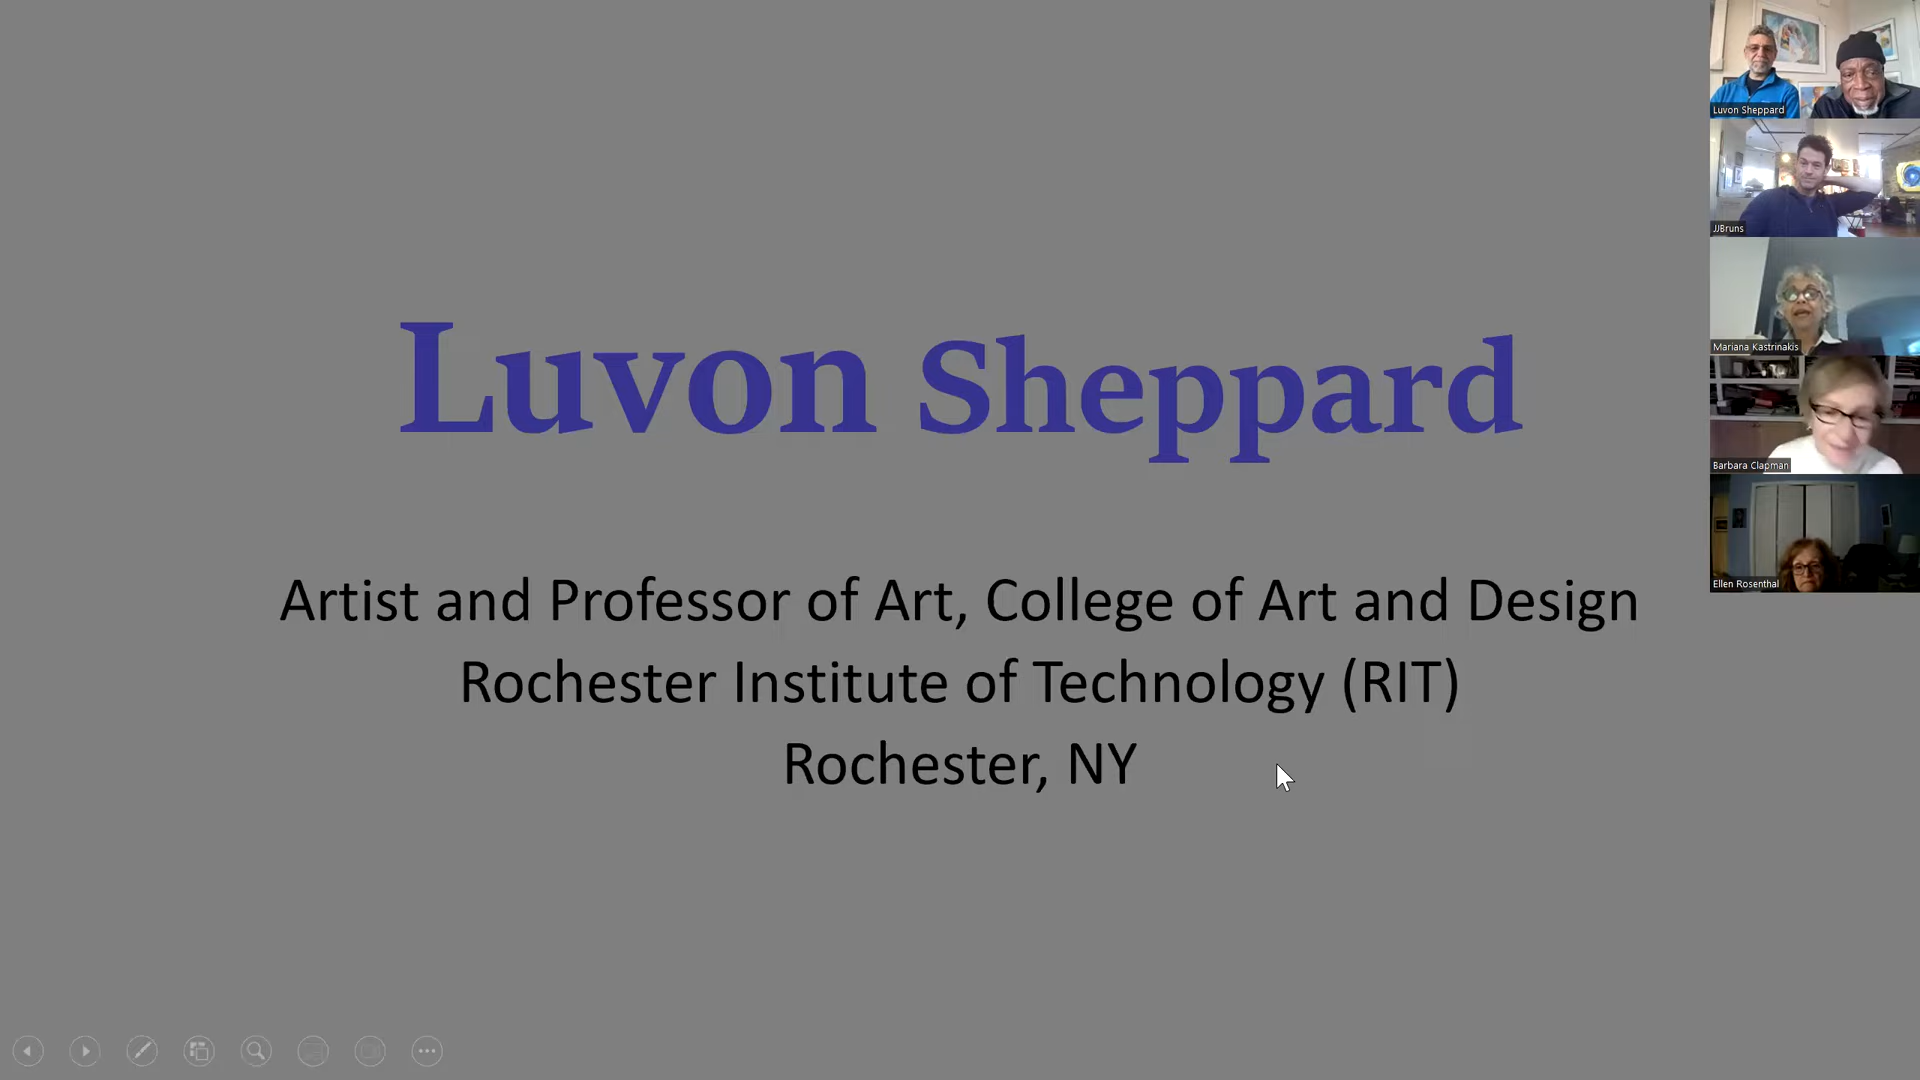 Luvon Sheppard
Artist and Professor of Art, College of Art and Design
Rochester Institute of Technology (RIT)
Rochester, NY
Luvon Sheppard
JJBruns
Mariana Kastrinakis
Barbara Clapman
Ellen Rosenthal